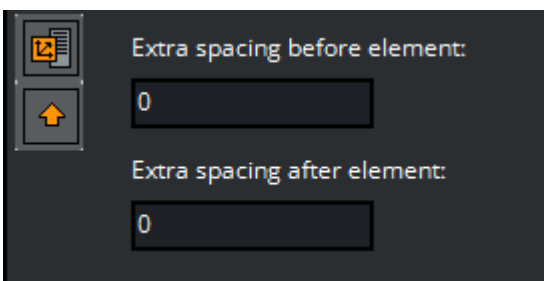 Extra spacing before element:
0
Extra spacing after element:
0